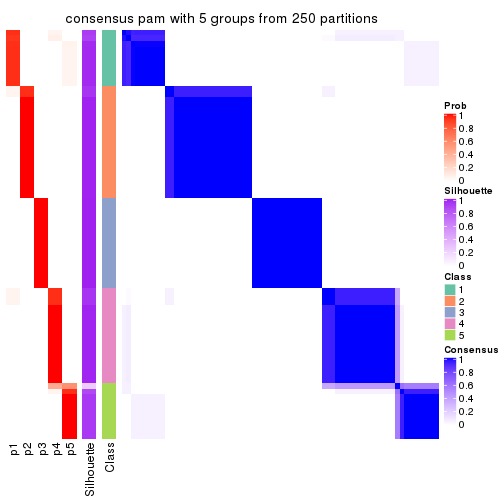 consensus pam with 5 groups from 250 partitions
Prob
1
0.8
0.6
0.4
0.2
0
Silhouette
1
0.8
0.6
0.4
0.2
0
Class
1
2
3
4
5
Consensus
1
0.8
0.6
0.4
0.2
0
p1
p2
p3
p4
p5
Silhouette
Class